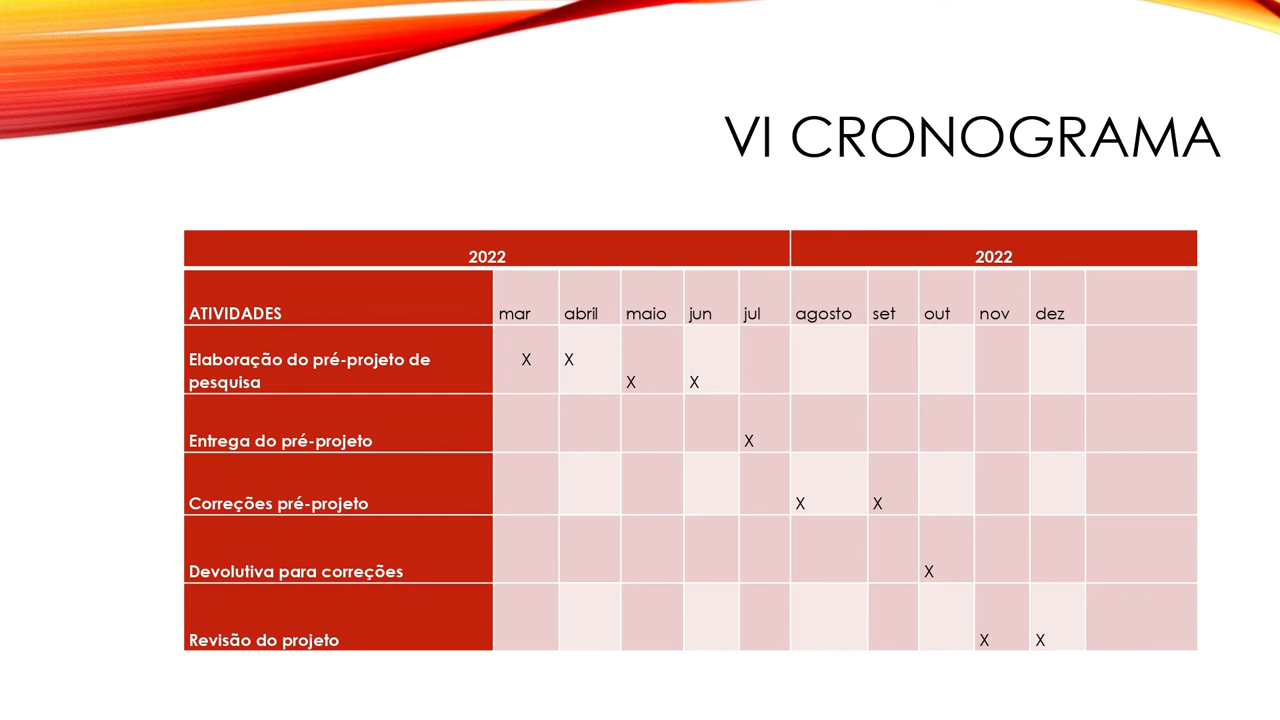 VI CRONOGRAMA
2022 2022
ATIVIDADES mar abril maio jun jul agosto set out nov dez
Elaboração do pré-projeto de X X
pesquisa X X
Entrega do pré-projeto X
Correções pré-projeto X X
Devolutiva para correções X
Revisão do projeto X X